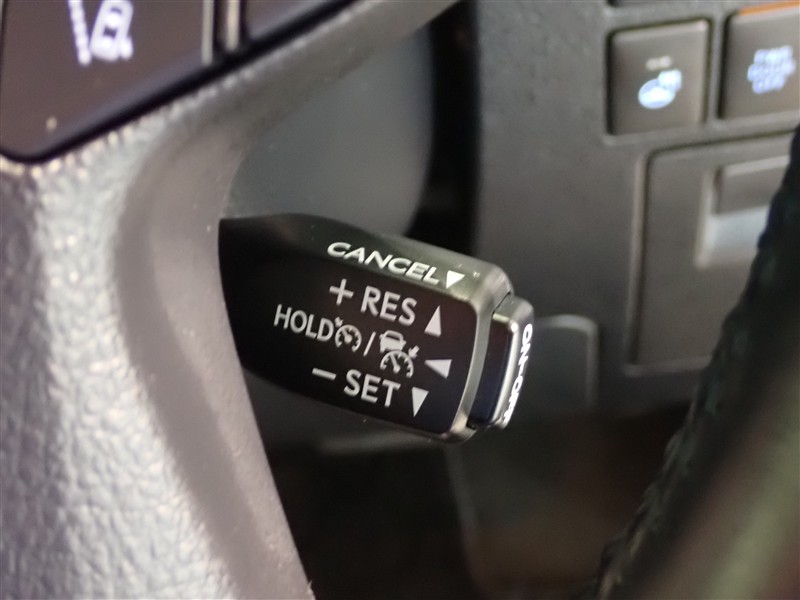 CANCEL▼
+ RES ▲
HOLD / ◀
− SET ▼
ON-OFF